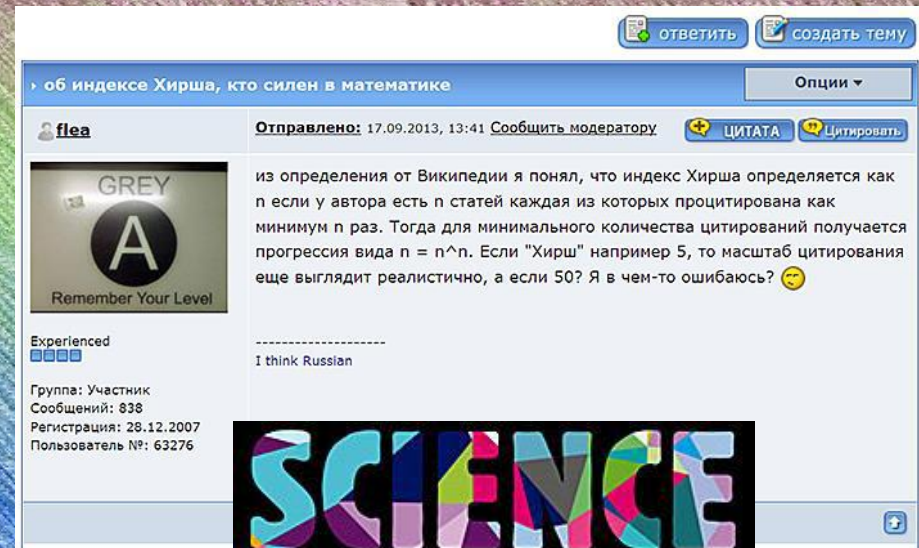 ответить создать тему
› об индексе Хирша, кто силен в математике Опции
flea Отправлено: 17.09.2013, 13:41 Сообщить модератору ЦИТАТА Цитировать
GREY
A
Remember Your Level
из определения от Википедии я понял, что индекс Хирша определяется как
n если у автора есть n статей каждая из которых процитирована как
минимум n раз. Тогда для минимального количества цитирований получается
прогрессия вида n = n^n. Если "Хирш" например 5, то масштаб цитирования
еще выглядит реалистично, а если 50? Я в чем-то ошибаюсь?
--------------------
I think Russian
Experienced
Группа: Участник
Сообщений: 838
Регистрация: 28.12.2007
Пользователь №: 63276
SCIENCE